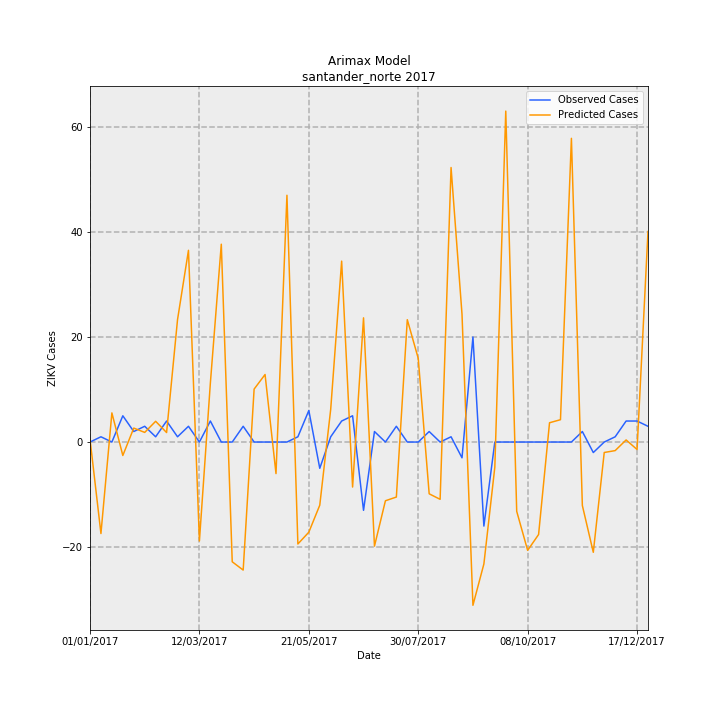 Arimax Model
santander_norte 2017
Observed Cases
Predicted Cases
60
40
20
0
−20
ZIKV Cases
01/01/2017 12/03/2017 21/05/2017 30/07/2017 08/10/2017 17/12/2017
Date